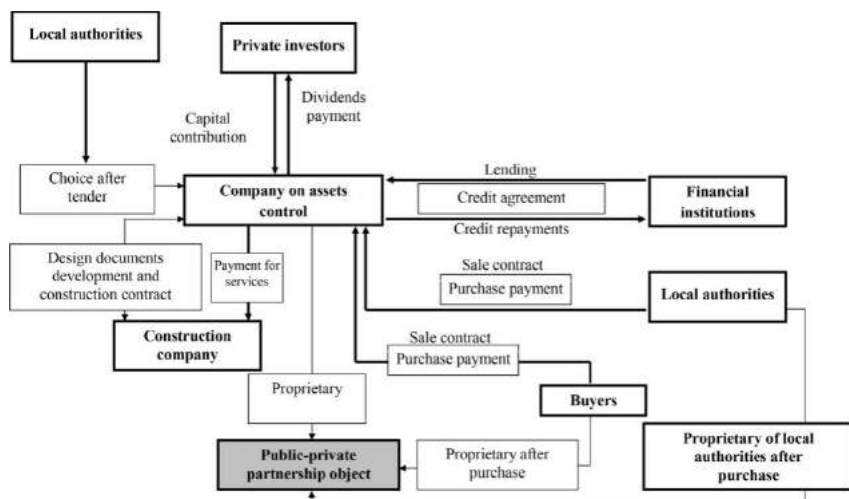 Local authorities
Private investors
Capital
contribution
Dividends
payment
Choice after
tender
Company on assets
control
Lending
Credit agreement
Credit repayments
Financial
institutions
Design documents
development and
construction contract
Payment for
services
Sale contract
Purchase payment
Local authorities
Construction
company
Sale contract
Purchase payment
Proprietary
Buyers
Public-private
partnership object
Proprietary after
purchase
Proprietary of local
authorities after
purchase